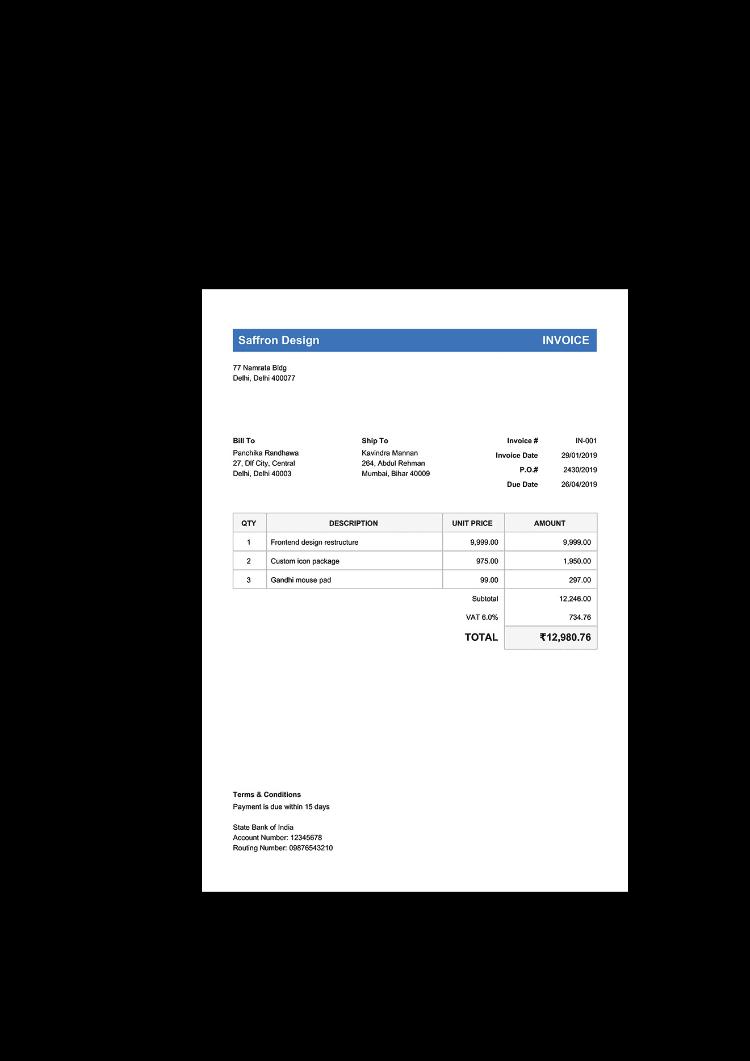 Saffron Design INVOICE
77 Namrata Bldg
Delhi, Delhi 400077
Bill To Ship To Invoice # IN-001
Panchika Randhawa Kavindra Mannan Invoice Date 29/01/2019
27, Dlf City, Central 264, Abdul Rehman P.O.# 2430/2019
Delhi, Delhi 40003 Mumbai, Bihar 40009
Due Date 26/04/2019
QTY DESCRIPTION UNIT PRICE AMOUNT
1 Frontend design restructure 9,999.00 9,999.00
2 Custom icon package 975.00 1,950.00
3 Gandhi mouse pad 99.00 297.00
Subtotal 12,246.00
VAT 6.0% 734.76
TOTAL ₹12,980.76
Terms & Conditions
Payment is due within 15 days
State Bank of India
Account Number: 12345678
Routing Number: 09876543210